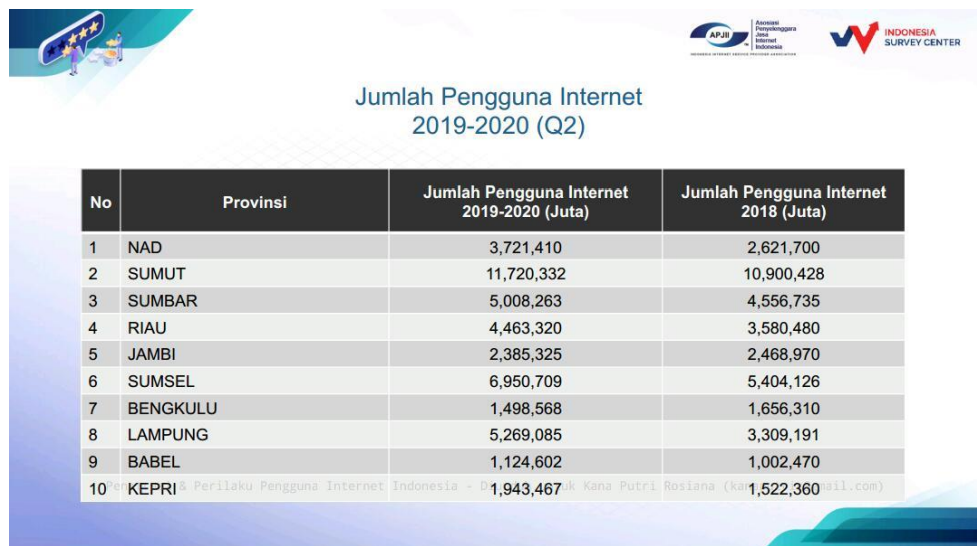 APJII
Asosiasi
Penyelenggara
Jasa
Internet
Indonesia
INDONESIA INTERNET SERVICE PROVIDER ASSOCIATION
INDONESIA
SURVEY CENTER
Jumlah Pengguna Internet
2019-2020 (Q2)
No Provinsi Jumlah Pengguna Internet 2019-2020 (Juta) Jumlah Pengguna Internet 2018 (Juta)
1 NAD 3,721,410 2,621,700
2 SUMUT 11,720,332 10,900,428
3 SUMBAR 5,008,263 4,556,735
4 RIAU 4,463,320 3,580,480
5 JAMBI 2,385,325 2,468,970
6 SUMSEL 6,950,709 5,404,126
7 BENGKULU 1,498,568 1,656,310
8 LAMPUNG 5,269,085 3,309,191
9 BABEL 1,124,602 1,002,470
10 KEPRI 1,943,467 1,522,360
& Perilaku Pengguna Internet Indonesia - Kana Putri Rosiana